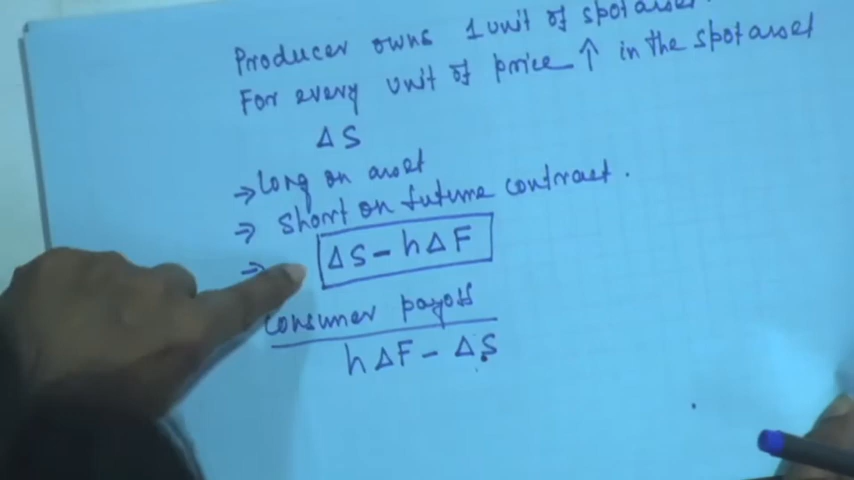 Producer owns 1 unit of spot asset.
For every unit of price ↑ in the spot asset
ΔS
→ Long on asset
→ short on future contract.
→ ΔS - hΔF
consumer payoff
hΔF - ΔS